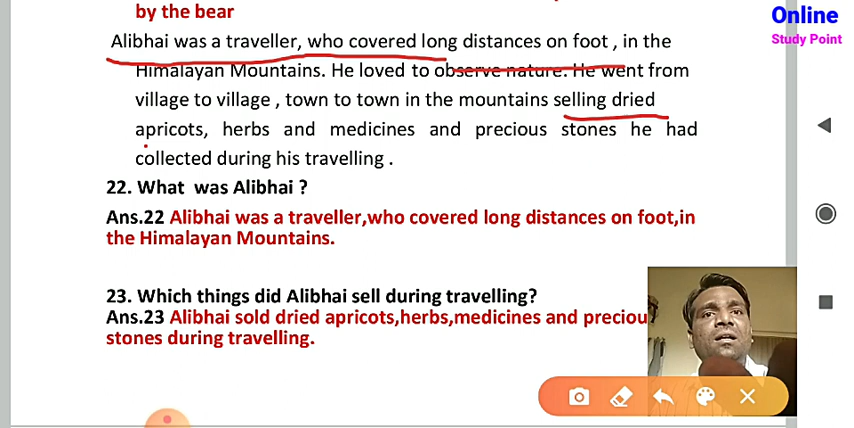 by the bear
Online
Study Point
Alibhai was a traveller, who covered long distances on foot , in the
Himalayan Mountains. He loved to observe nature. He went from
village to village , town to town in the mountains selling dried
apricots, herbs and medicines and precious stones he had
collected during his travelling .
22. What was Alibhai ?
Ans.22 Alibhai was a traveller,who covered long distances on foot,in
the Himalayan Mountains.
23. Which things did Alibhai sell during travelling?
Ans.23 Alibhai sold dried apricots,herbs,medicines and preciou
stones during travelling.